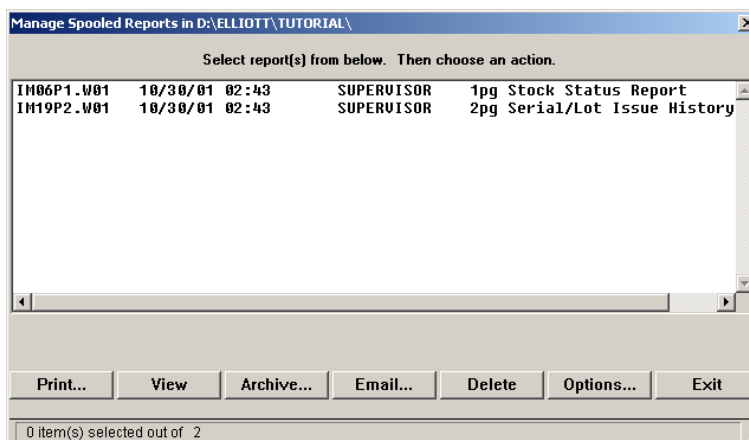 Manage Spooled Reports in D:\ELLIOTT\TUTORIAL\
Select report(s) from below. Then choose an action.
IM06P1.W01 10/30/01 02:43 SUPERVISOR 1pg Stock Status Report
IM19P2.W01 10/30/01 02:43 SUPERVISOR 2pg Serial/Lot Issue History
Print... View Archive... Email... Delete Options... Exit
0 item(s) selected out of 2